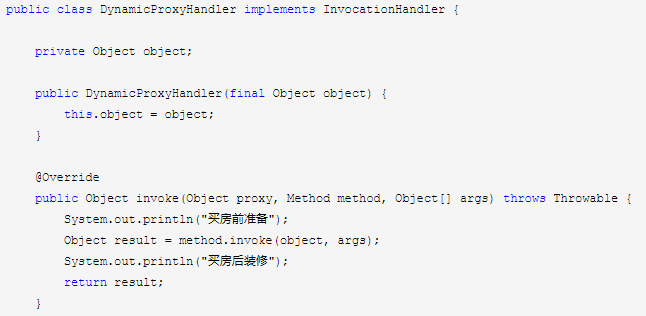 public class DynamicProxyHandler implements InvocationHandler {
private Object object;
public DynamicProxyHandler(final Object object) {
this.object = object;
}
@Override
public Object invoke(Object proxy, Method method, Object[] args) throws Throwable {
System.out.println("买房前准备");
Object result = method.invoke(object, args);
System.out.println("买房后装修");
return result;
}